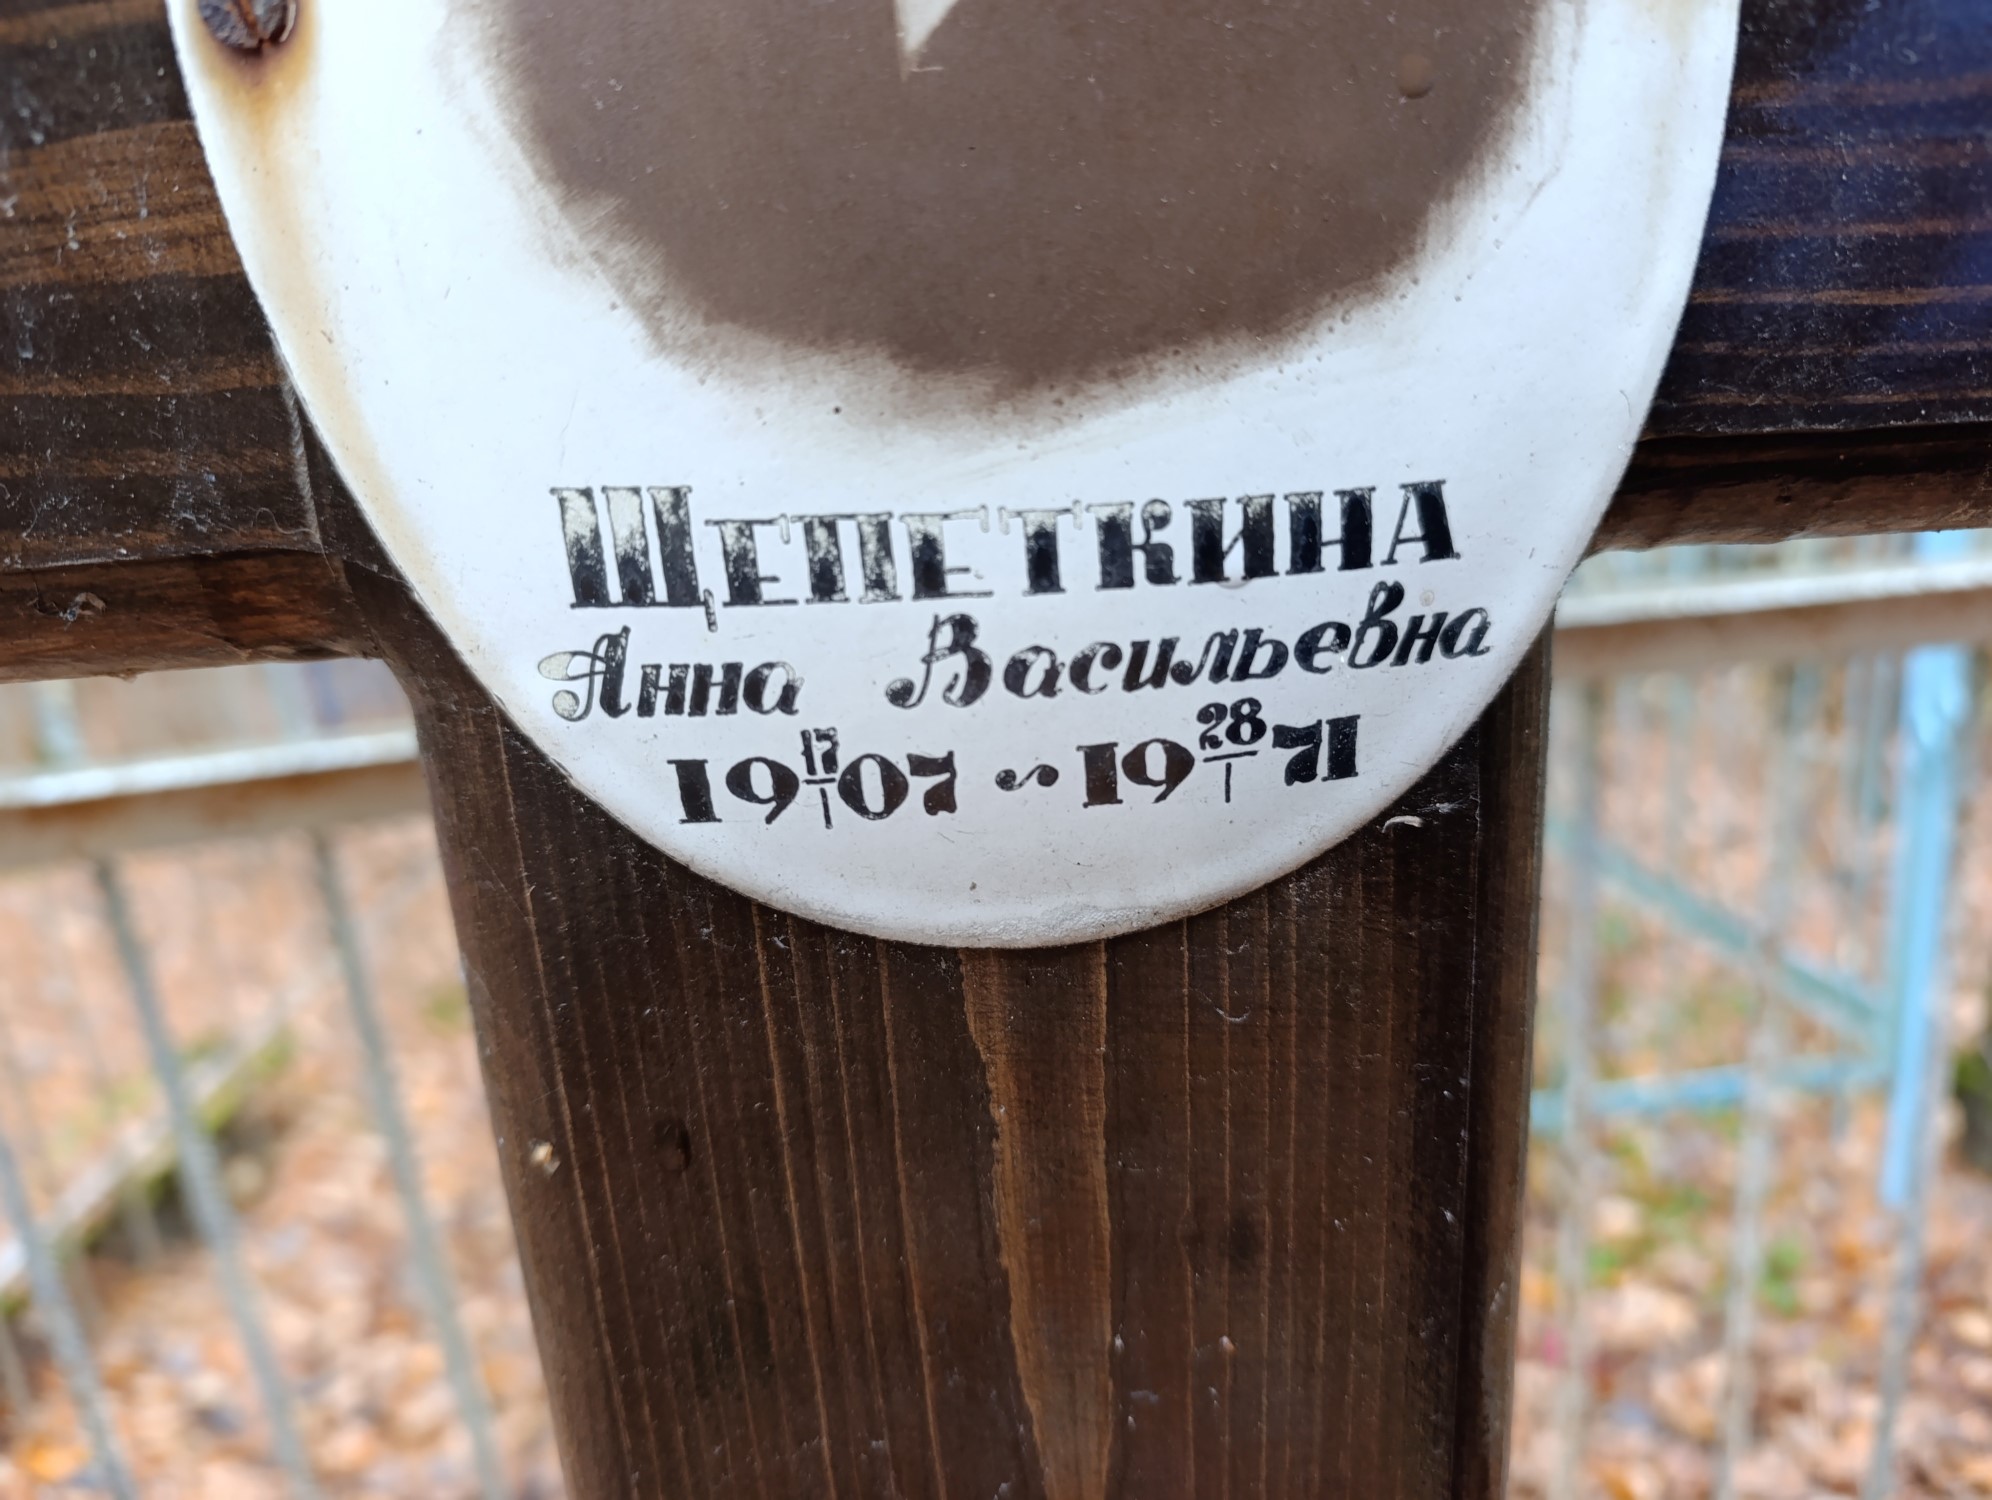 ЩЕПЕТКИНА
Анна Васильевна
19 17/I 07 ~ 19 28/I 71